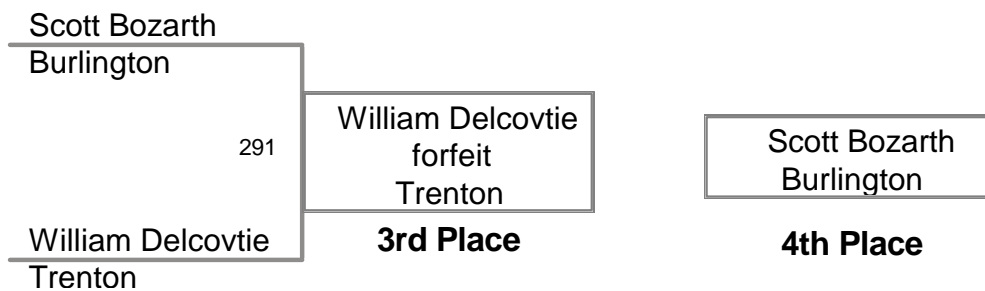 Scott Bozarth
Burlington
291
William Delcovtie
Trenton
William Delcovtie
forfeit
Trenton
3rd Place
Scott Bozarth
Burlington
4th Place